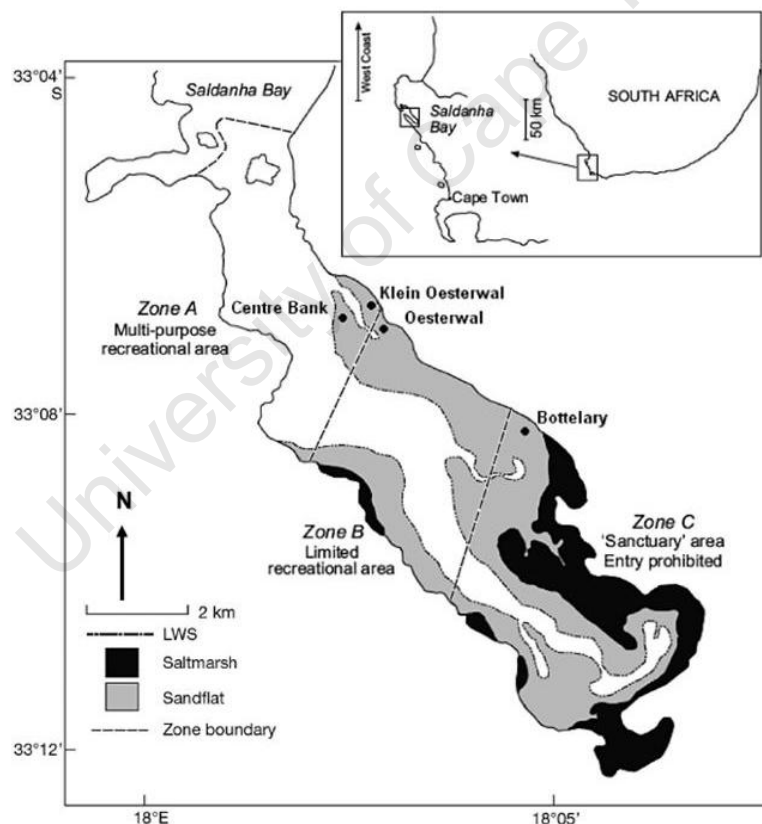 33°04'
S
Saldanha Bay
West Coast
Saldanha
Bay
50 km
SOUTH AFRICA
Cape Town
Zone A
Multi-purpose
recreational area
Centre Bank
Klein Oesterwal
Oesterwal
33°08'
Bottelary
N
Zone B
Limited
recreational area
Zone C
'Sanctuary' area
Entry prohibited
2 km
LWS
Saltmarsh
Sandflat
Zone boundary
33°12'
18°E
18°05'
University of Cape